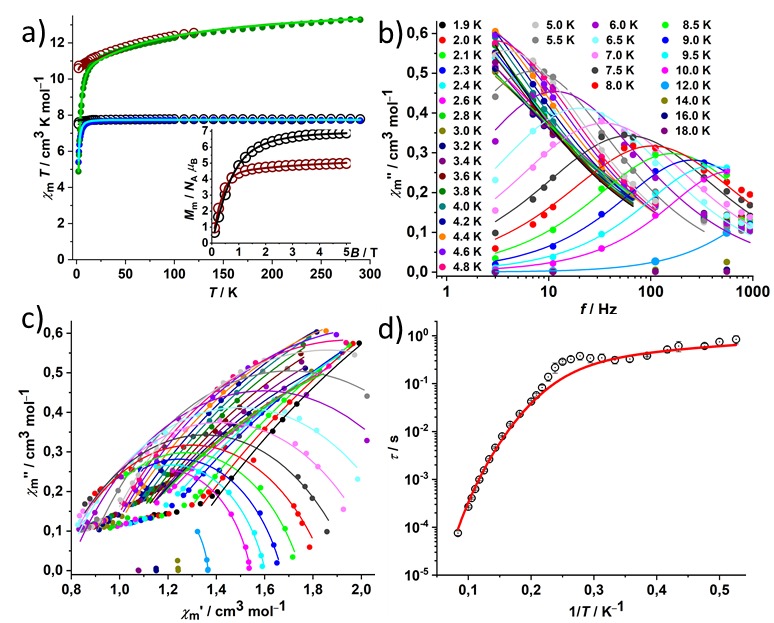 a)
χm T / cm³ K mol⁻¹
12
10
8
6
4
2
0
0 50 100 150 200 250 300
T / K
Mm / NA μB
7
6
5
4
3
2
1
0
0 1 2 3 4 5
B / T
b)
χm'' / cm³ mol⁻¹
0,6
0,5
0,4
0,3
0,2
0,1
0,0
1 10 100 1000
f / Hz
1.9 K
2.0 K
2.1 K
2.3 K
2.4 K
2.6 K
2.8 K
3.0 K
3.2 K
3.4 K
3.6 K
3.8 K
4.0 K
4.2 K
4.4 K
4.6 K
4.8 K
5.0 K
5.5 K
6.0 K
6.5 K
7.0 K
7.5 K
8.0 K
8.5 K
9.0 K
9.5 K
10.0 K
12.0 K
14.0 K
16.0 K
18.0 K
c)
χm'' / cm³ mol⁻¹
0,6
0,5
0,4
0,3
0,2
0,1
0,0
0,8 1,0 1,2 1,4 1,6 1,8 2,0
χm' / cm³ mol⁻¹
d)
τ / s
10⁰
10⁻¹
10⁻²
10⁻³
10⁻⁴
10⁻⁵
0,1 0,2 0,3 0,4 0,5
1/T / K⁻¹